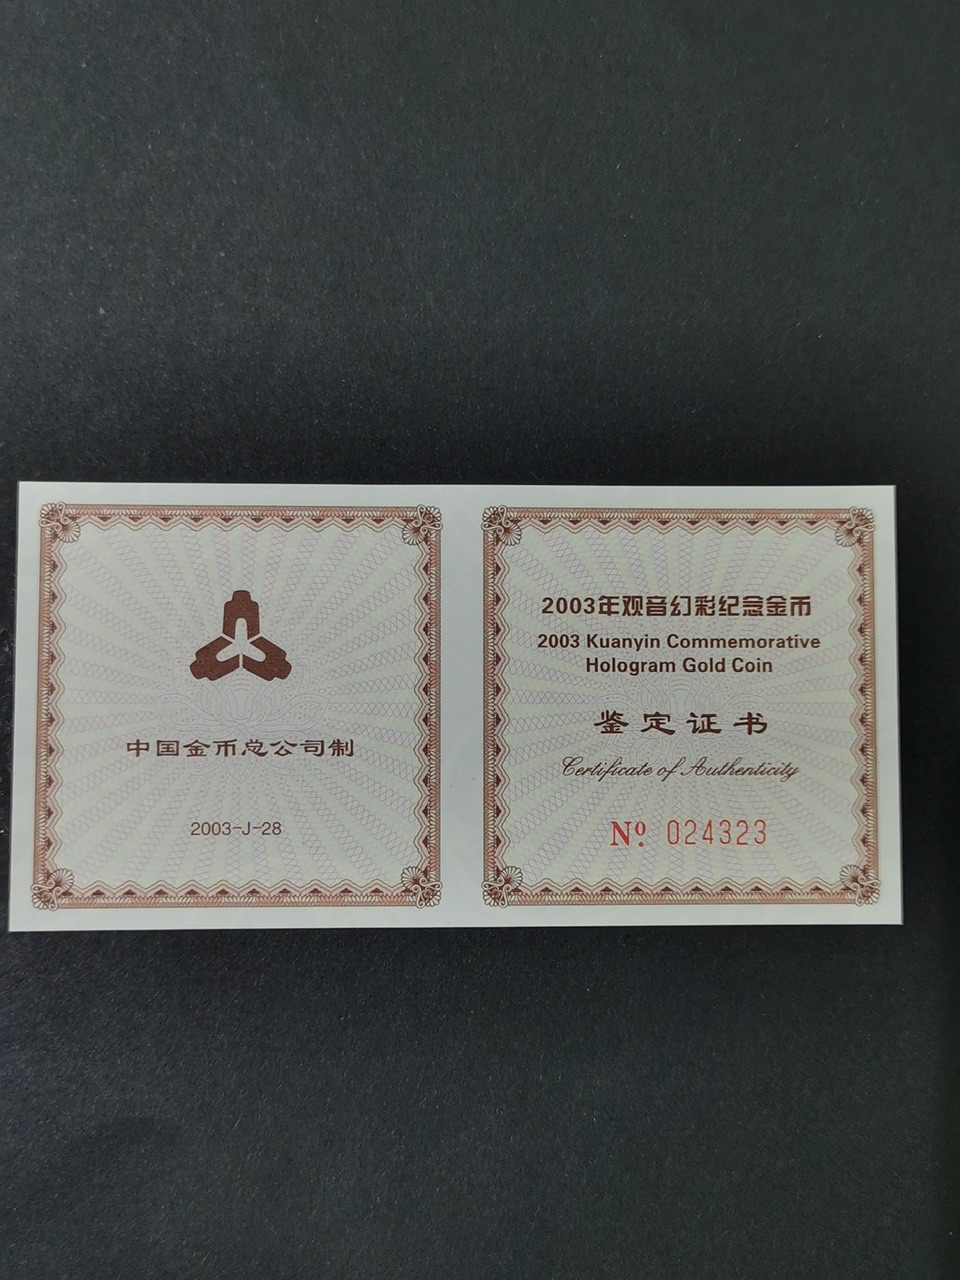 中国金币总公司制
2003-J-28
2003年观音幻彩纪念金币
2003 Kuanyin Commemorative
Hologram Gold Coin
鉴定证书
Certificate of Authenticity
Nº 024323